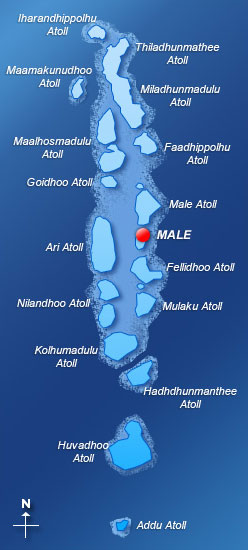 Iharandhippolhu
Atoll
Thiladhunmathee
Atoll
Maamakunudhoo
Atoll
Miladhunmadulu
Atoll
Maalhosmadulu
Atoll
Faadhippolhu
Atoll
Goidhoo Atoll
Male Atoll
MALE
Ari Atoll
Fellidhoo Atoll
Nilandhoo Atoll
Mulaku Atoll
Kolhumadulu
Atoll
Hadhdhunmanthee
Atoll
Huvadhoo
Atoll
N
Addu Atoll